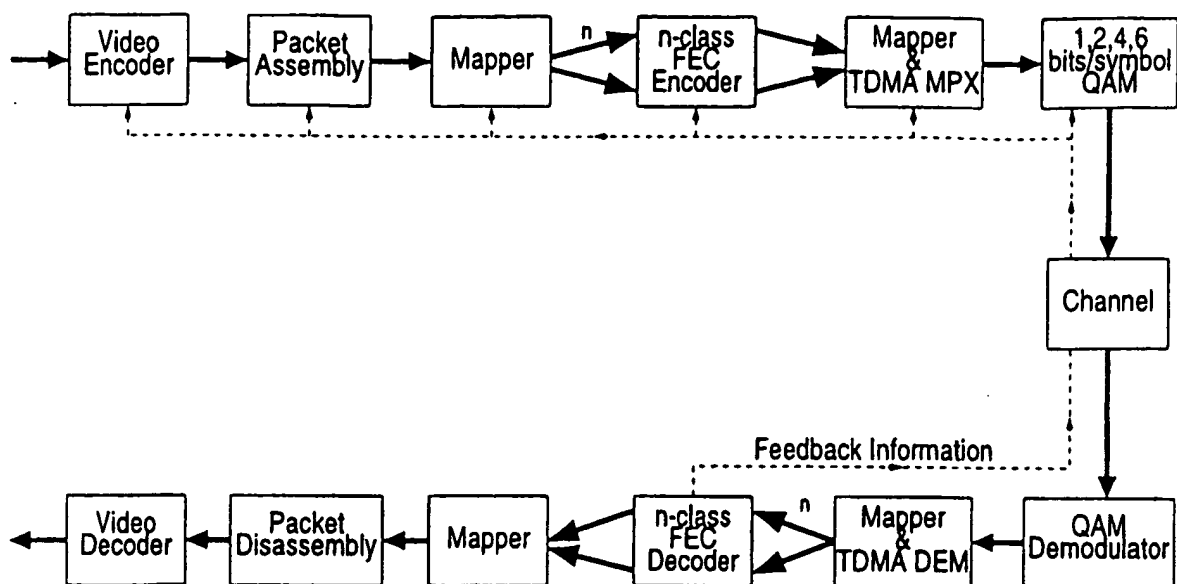 Video
Encoder
Packet
Assembly
Mapper
n
n-class
FEC
Encoder
Mapper
&
TDMA MPX
1,2,4,6
bits/symbol
QAM
Channel
Feedback Information
Video
Decoder
Packet
Disassembly
Mapper
n-class
FEC
Decoder
n
Mapper
&
TDMA DEM
QAM
Demodulator